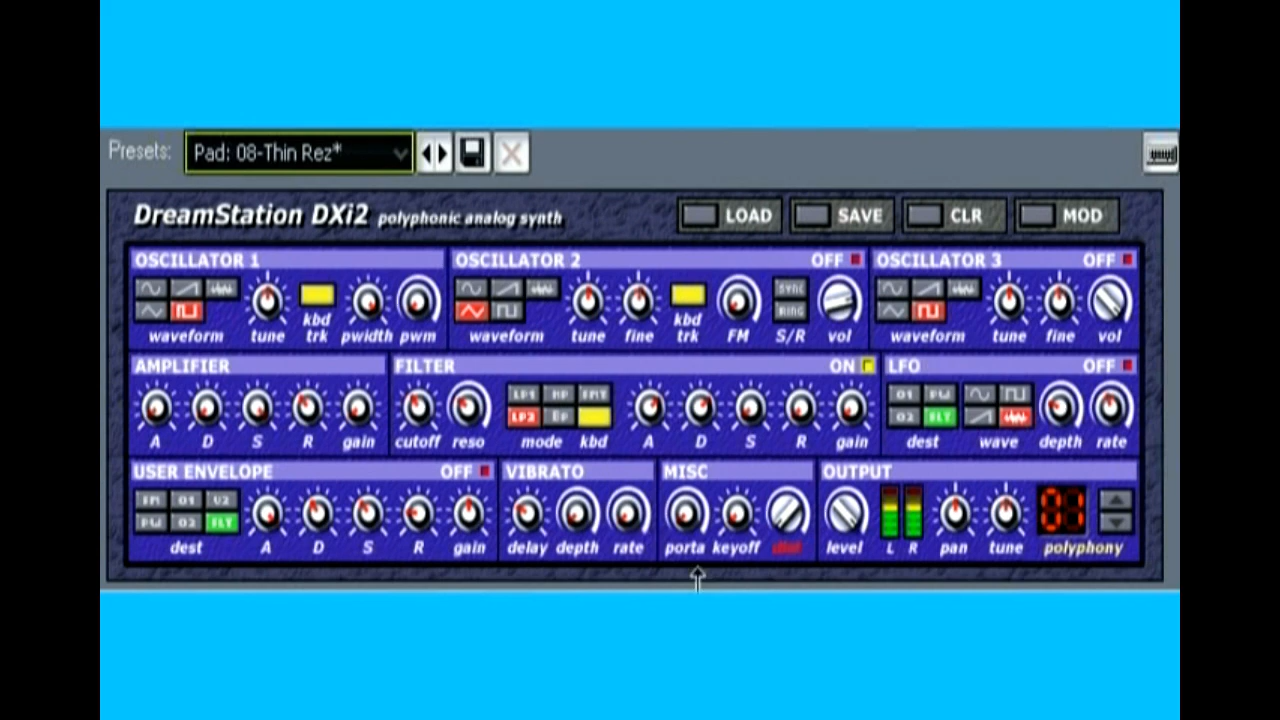 Presets: Pad: 08-Thin Rez*
DreamStation DXi2 polyphonic analog synth LOAD SAVE CLR MOD
OSCILLATOR 1 OSCILLATOR 2 OFF OSCILLATOR 3 OFF
SYNC
RING
waveform tune kbd trk pwidth pwm waveform tune fine kbd trk FM S/R vol waveform tune fine vol
AMPLIFIER FILTER ON LFO OFF
LP1 HP O1 PW
LP2 BP O2 FLT
A D S R gain cutoff reso mode kbd A D S R gain dest wave depth rate
USER ENVELOPE OFF VIBRATO MISC OUTPUT
FM O1 01
PW O2 FLT
dest A D S R gain delay depth rate porta keyoff dist level L R pan tune polyphony